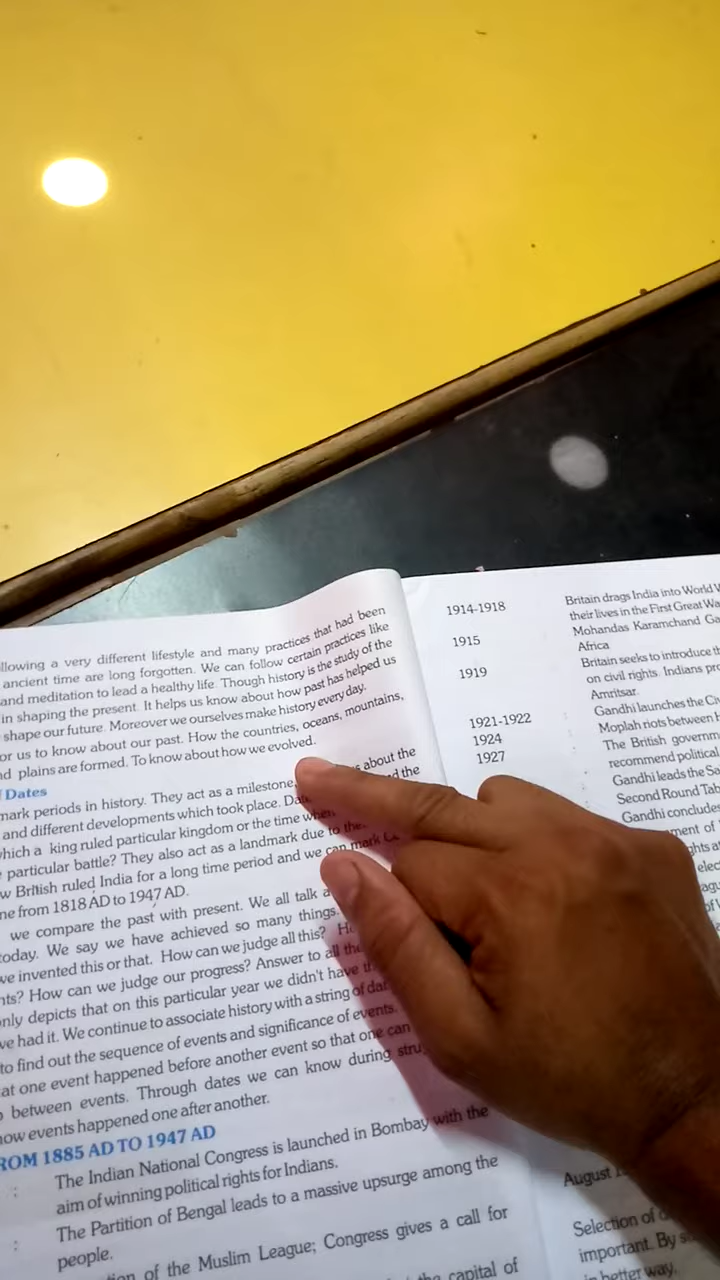 llowing a very different lifestyle and many practices that had been
ancient time are long forgotten. We can follow certain practices like
and meditation to lead a healthy life. Though history is the study of the
in shaping the present. It helps us know about how past has helped us
shape our future. Moreover we ourselves make history every day.
or us to know about our past. How the countries, oceans, mountains,
nd plains are formed. To know about how we evolved.
Dates
mark periods in history. They act as a milestone about the
and different developments which took place. the
which a king ruled particular kingdom or the time when
particular battle? They also act as a landmark due to the
w British ruled India for a long time period and we can mark
ne from 1818 AD to 1947 AD.
we compare the past with present. We all talk
today. We say we have achieved so many things.
we invented this or that. How can we judge all this?
nts? How can we judge our progress? Answer to all the
nly depicts that on this particular year we didn't have
ve had it. We continue to associate history with a string of
to find out the sequence of events and significance of events.
at one event happened before another event so that one can
between events. Through dates we can know during
how events happened one after another.
ROM 1885 AD TO 1947 AD
: The Indian National Congress is launched in Bombay with the
aim of winning political rights for Indians.
: The Partition of Bengal leads to a massive upsurge among the
people.
tion of the Muslim League; Congress gives a call for
the capital of
1914-1918 Britain drags India into World
their lives in the First Great Wa
1915 Mohandas Karamchand Ga
Africa
1919 Britain seeks to introduce th
on civil rights. Indians pro
Amritsar.
1921-1922 : Gandhi launches the Civ
Moplah riots between
1924 : The British governm
1927 : recommend political
Gandhi leads the Sa
Second Round Tab
Gandhi concludes
ment of
ghts a
elec
agu
of
August
Selection of
important. By
in better way.